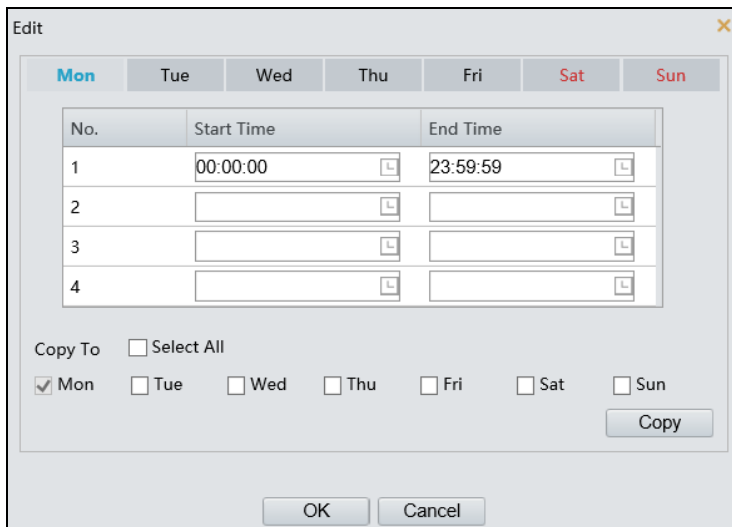 Edit
Mon Tue Wed Thu Fri Sat Sun
No. Start Time End Time
1 00:00:00 23:59:59
2
3
4
Copy To Select All
Mon Tue Wed Thu Fri Sat Sun
Copy
OK Cancel